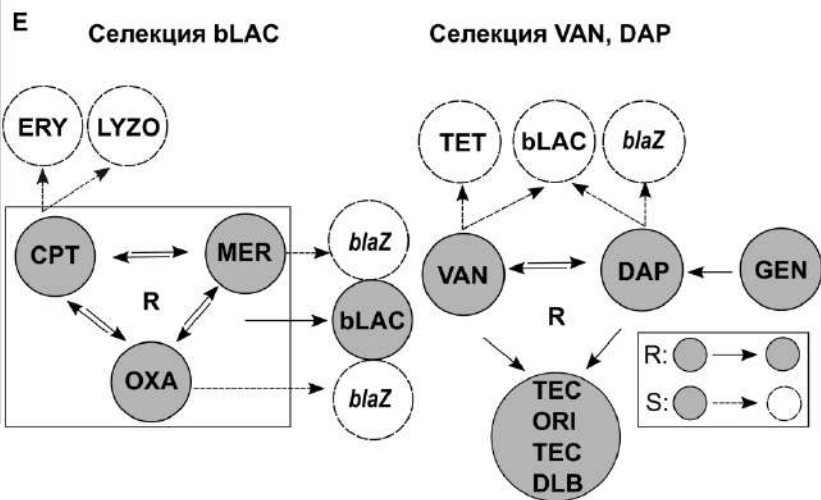 E
Селекция bLAC
Селекция VAN, DAP
ERY
LYZO
CPT
MER
R
OXA
blaZ
bLAC
blaZ
TET
bLAC
blaZ
VAN
DAP
GEN
R
TEC
ORI
TEC
DLB
R:
S: